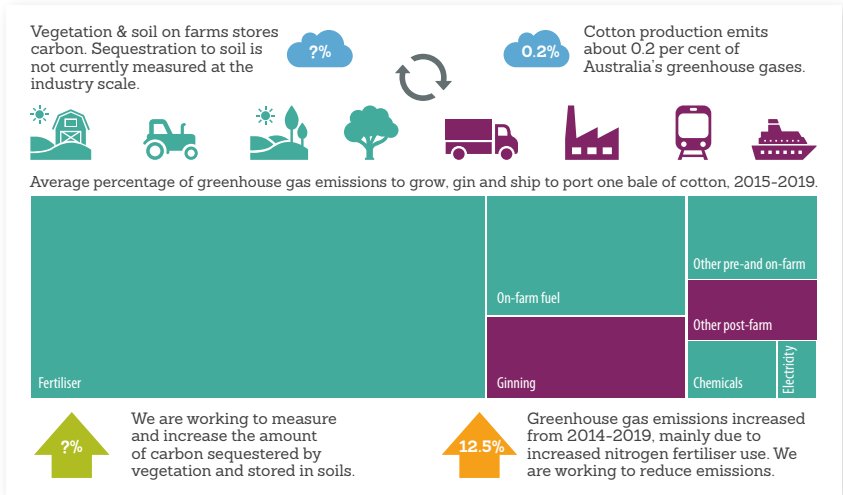 Vegetation & soil on farms stores
carbon. Sequestration to soil is
not currently measured at the
industry scale.
?%
0.2%
Cotton production emits
about 0.2 per cent of
Australia's greenhouse gases.
Average percentage of greenhouse gas emissions to grow, gin and ship to port one bale of cotton, 2015-2019.
Fertiliser
On-farm fuel
Ginning
Other pre-and on-farm
Other post-farm
Chemicals
Electricity
?%
We are working to measure
and increase the amount
of carbon sequestered by
vegetation and stored in soils.
12.5%
Greenhouse gas emissions increased
from 2014-2019, mainly due to
increased nitrogen fertiliser use. We
are working to reduce emissions.